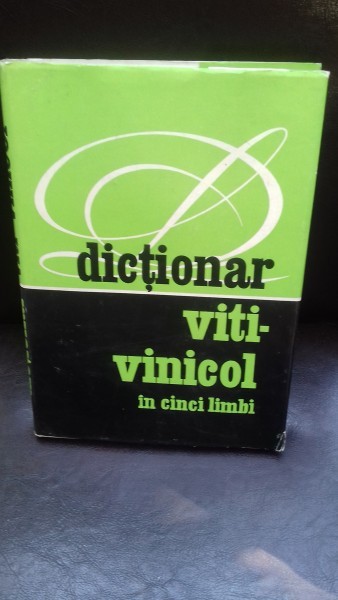 dicționar
viti-
vinicol
în cinci limbi